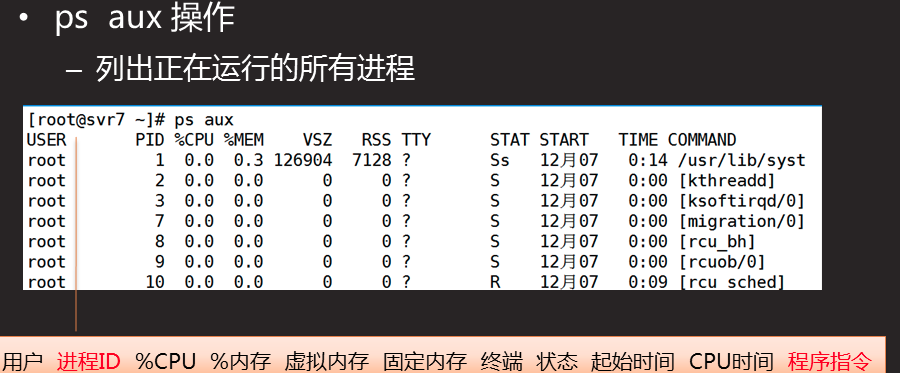 • ps aux 操作
– 列出正在运行的所有进程
[root@svr7 ~]# ps aux
USER PID %CPU %MEM VSZ RSS TTY STAT START TIME COMMAND
root 1 0.0 0.3 126904 7128 ? Ss 12月07 0:14 /usr/lib/syst
root 2 0.0 0.0 0 0 ? S 12月07 0:00 [kthreadd]
root 3 0.0 0.0 0 0 ? S 12月07 0:00 [ksoftirqd/0]
root 7 0.0 0.0 0 0 ? S 12月07 0:00 [migration/0]
root 8 0.0 0.0 0 0 ? S 12月07 0:00 [rcu_bh]
root 9 0.0 0.0 0 0 ? S 12月07 0:00 [rcuob/0]
root 10 0.0 0.0 0 0 ? R 12月07 0:09 [rcu_sched]
用户 进程ID %CPU %内存 虚拟内存 固定内存 终端 状态 起始时间 CPU时间 程序指令